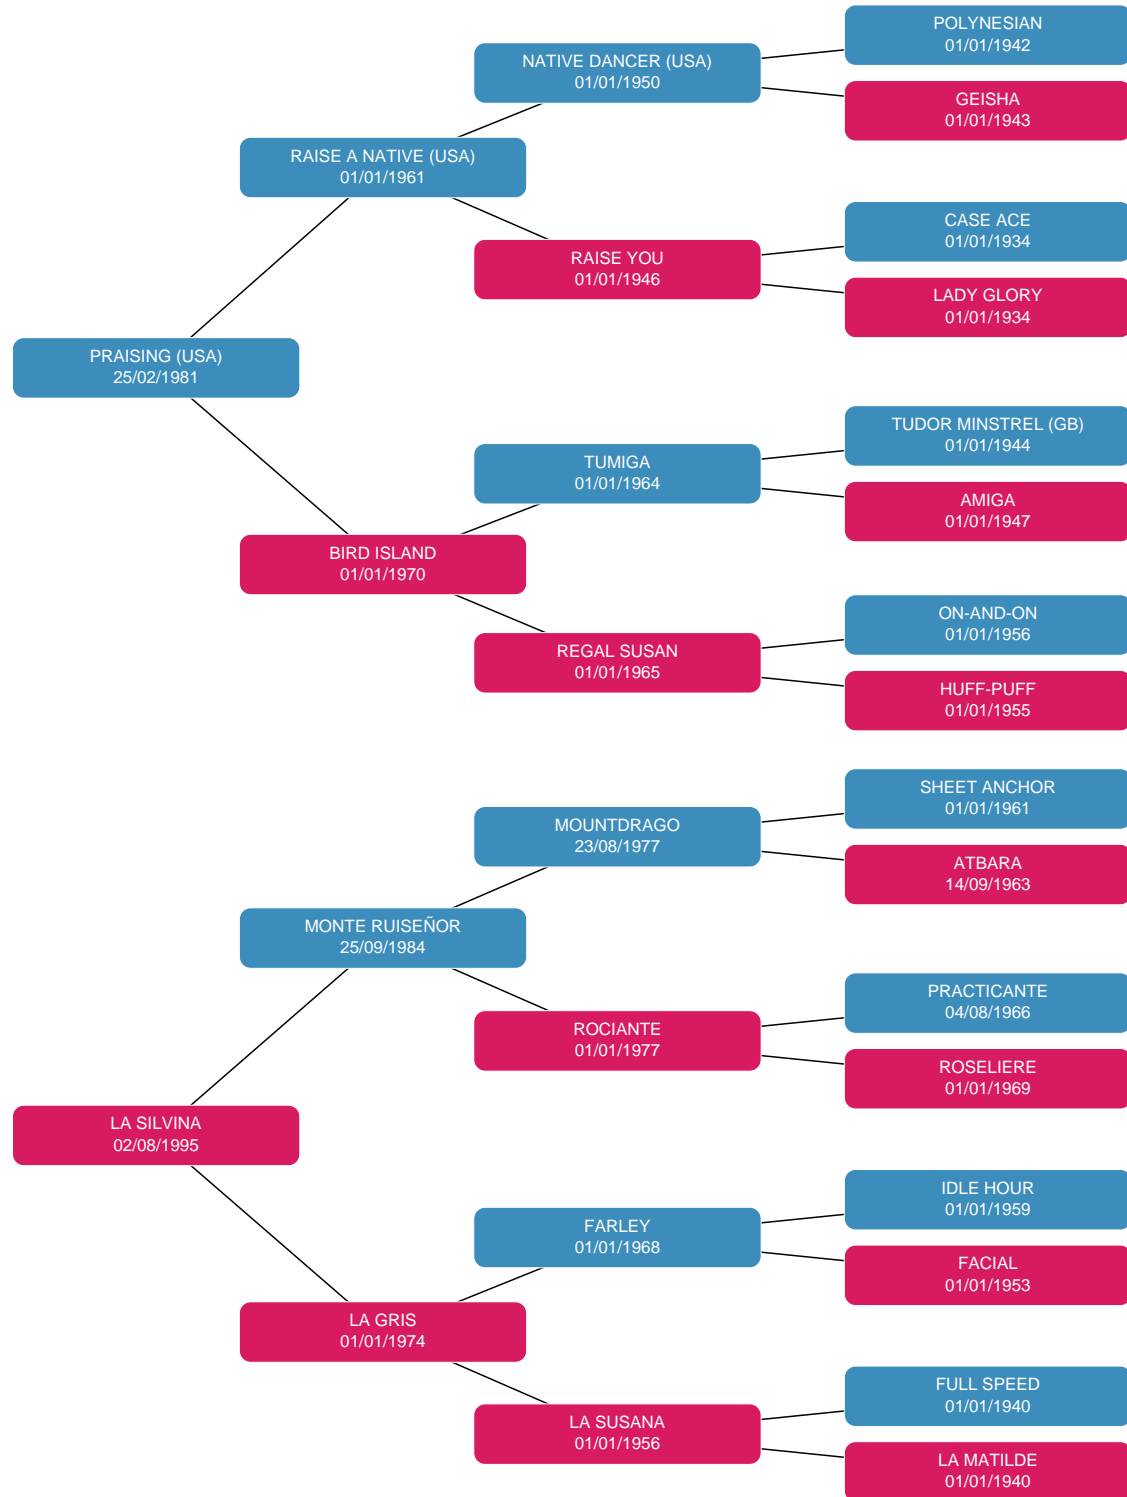 POLYNESIAN
01/01/1942
NATIVE DANCER (USA)
01/01/1950
GEISHA
01/01/1943
RAISE A NATIVE (USA)
01/01/1961
CASE ACE
01/01/1934
RAISE YOU
01/01/1946
LADY GLORY
01/01/1934
PRAISING (USA)
25/02/1981
TUDOR MINSTREL (GB)
01/01/1944
TUMIGA
01/01/1964
AMIGA
01/01/1947
BIRD ISLAND
01/01/1970
ON-AND-ON
01/01/1956
REGAL SUSAN
01/01/1965
HUFF-PUFF
01/01/1955
SHEET ANCHOR
01/01/1961
MOUNTDRAGO
23/08/1977
ATBARA
14/09/1963
MONTE RUISEÑOR
25/09/1984
PRACTICANTE
04/08/1966
ROCIANTE
01/01/1977
ROSELIERE
01/01/1969
LA SILVINA
02/08/1995
IDLE HOUR
01/01/1959
FARLEY
01/01/1968
FACIAL
01/01/1953
LA GRIS
01/01/1974
FULL SPEED
01/01/1940
LA SUSANA
01/01/1956
LA MATILDE
01/01/1940